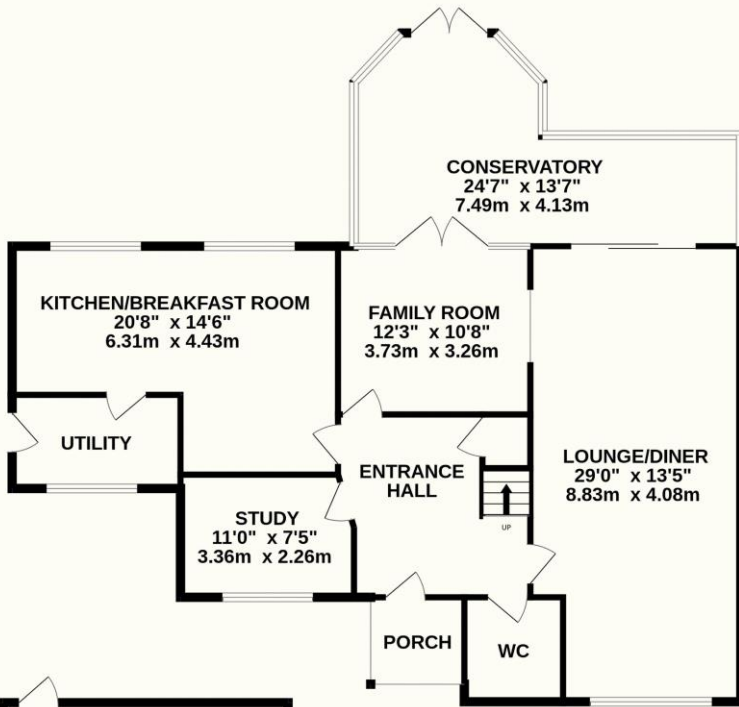 CONSERVATORY
24'7" x 13'7"
7.49m x 4.13m
KITCHEN/BREAKFAST ROOM
20'8" x 14'6"
6.31m x 4.43m
FAMILY ROOM
12'3" x 10'8"
3.73m x 3.26m
UTILITY
ENTRANCE
HALL
LOUNGE/DINER
29'0" x 13'5"
8.83m x 4.08m
UP
STUDY
11'0" x 7'5"
3.36m x 2.26m
PORCH
WC